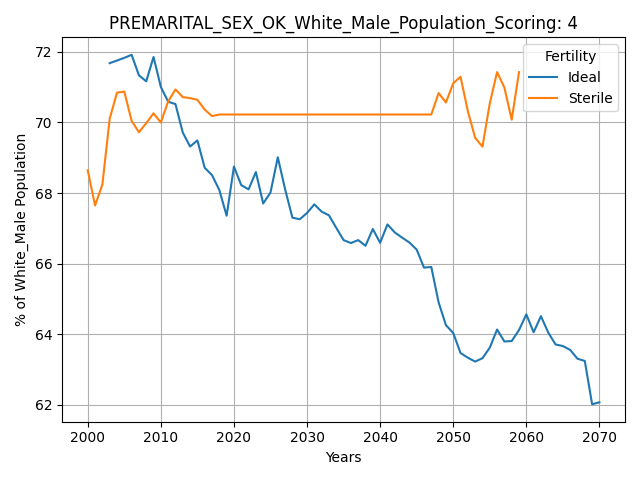 PREMARITAL_SEX_OK_White_Male_Population_Scoring: 4
Fertility
Ideal
Sterile
% of White_Male Population
72
70
68
66
64
62
2000 2010 2020 2030 2040 2050 2060 2070
Years